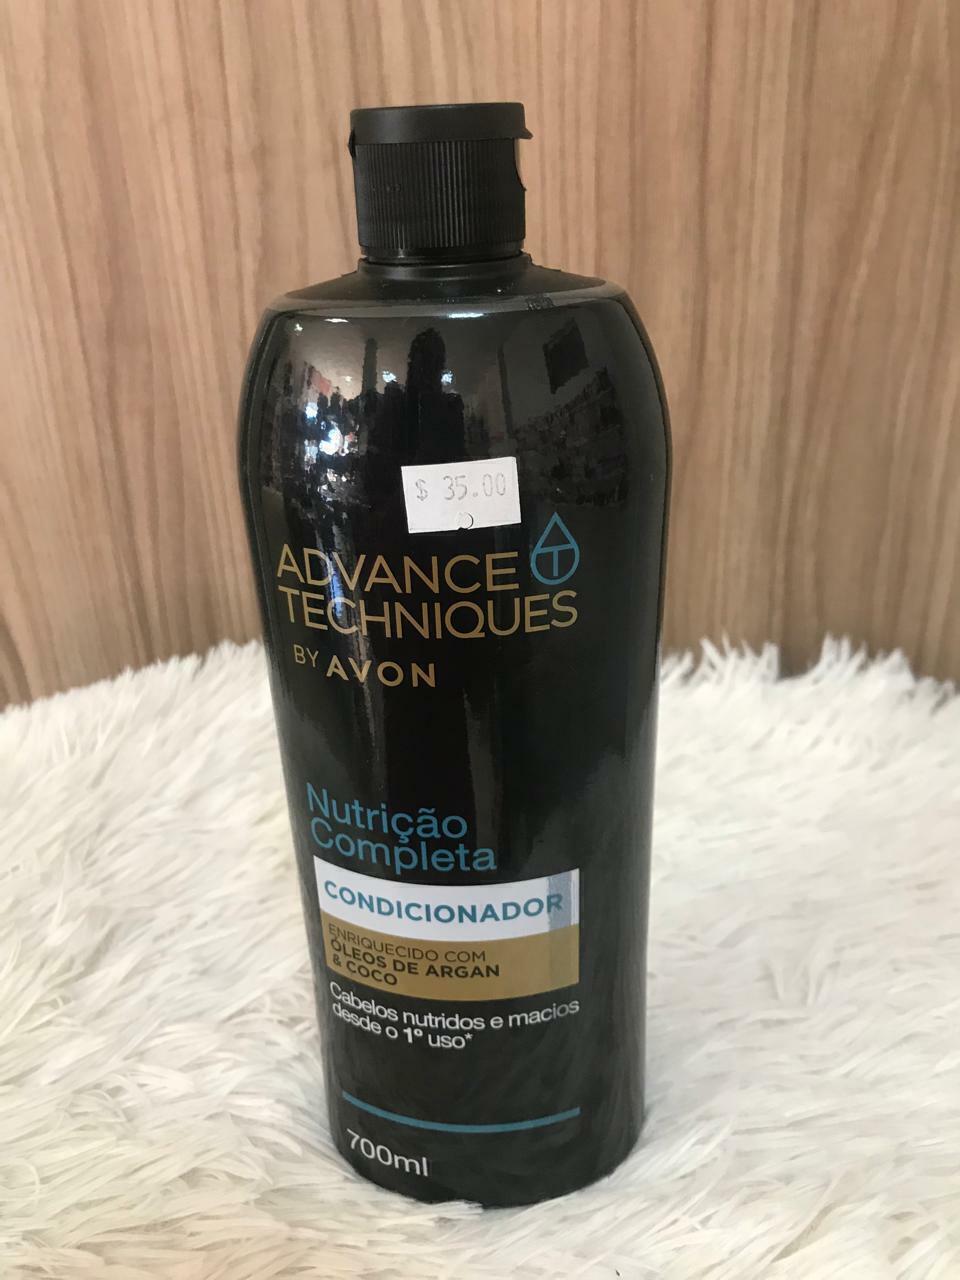 $ 35.00
ADVANCE T
TECHNIQUES
BY AVON
Nutrição
Completa
CONDICIONADOR
ENRIQUECIDO COM
ÓLEOS DE ARGAN
& COCO
Cabelos nutridos e macios
desde o 1º uso*
700ml